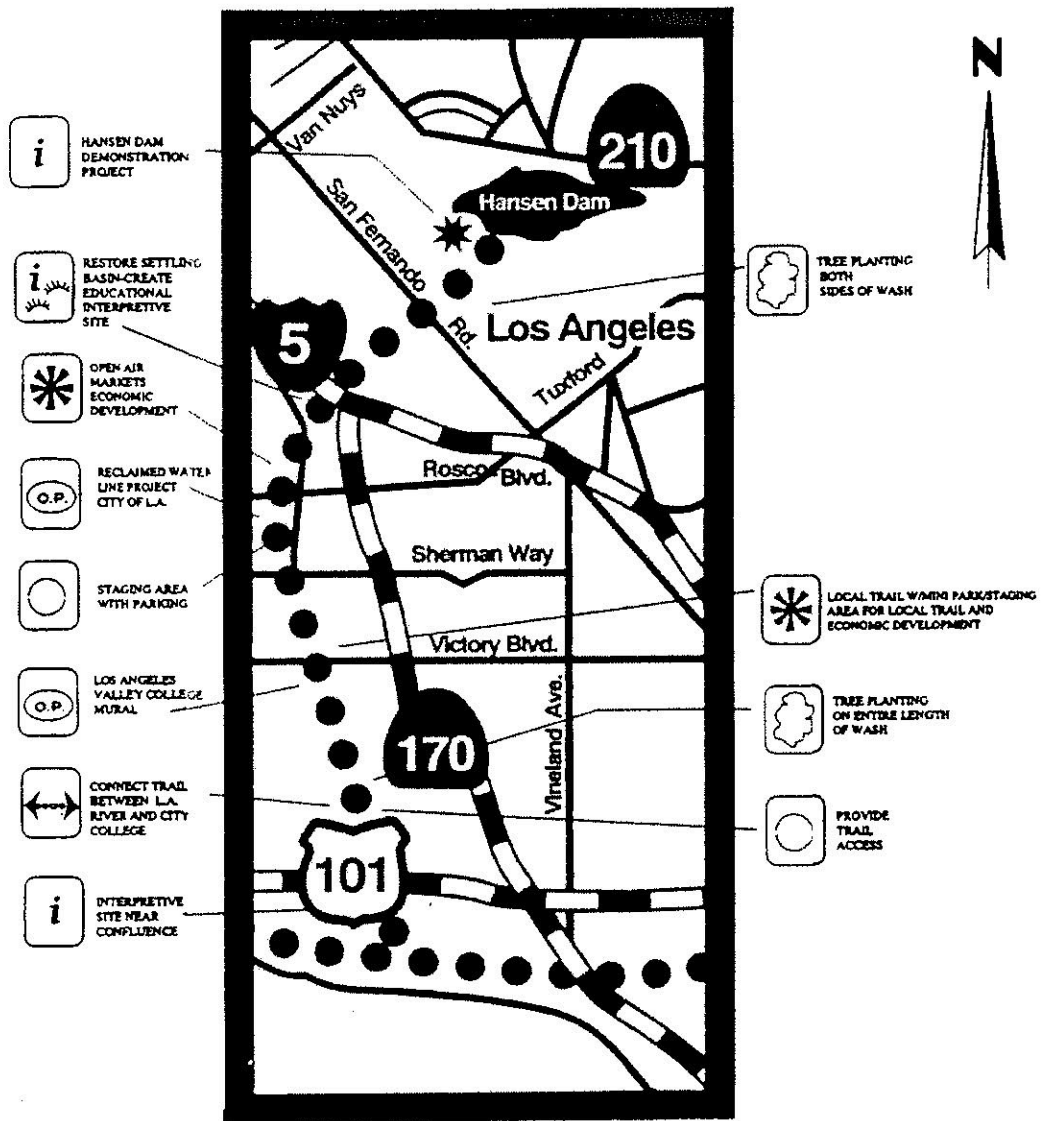 N
i
HANSEN DAM
DEMONSTRATION
PROJECT
i
RESTORE SETTLING
BASIN-CREATE
EDUCATIONAL
INTERPRETIVE
SITE
OPEN AIR
MARKETS
ECONOMIC
DEVELOPMENT
O.P.
RECLAIMED WATER
LINE PROJECT
CITY OF L.A.
STAGING AREA
WITH PARKING
O.P.
LOS ANGELES
VALLEY COLLEGE
MURAL
CONNECT TRAIL
BETWEEN L.A.
RIVER AND CITY
COLLEGE
i
INTERPRETIVE
SITE NEAR
CONFLUENCE
Van Nuys
210
Hansen Dam
San Fernando
Rd.
5
Los Angeles
Tuxford
Roscoe Blvd.
Sherman Way
Victory Blvd.
Vineland Ave.
170
101
TREE PLANTING
BOTH
SIDES OF WASH
LOCAL TRAIL W/MINI PARK/STAGING
AREA FOR LOCAL TRAIL AND
ECONOMIC DEVELOPMENT
TREE PLANTING
ON ENTIRE LENGTH
OF WASH
PROVIDE
TRAIL
ACCESS